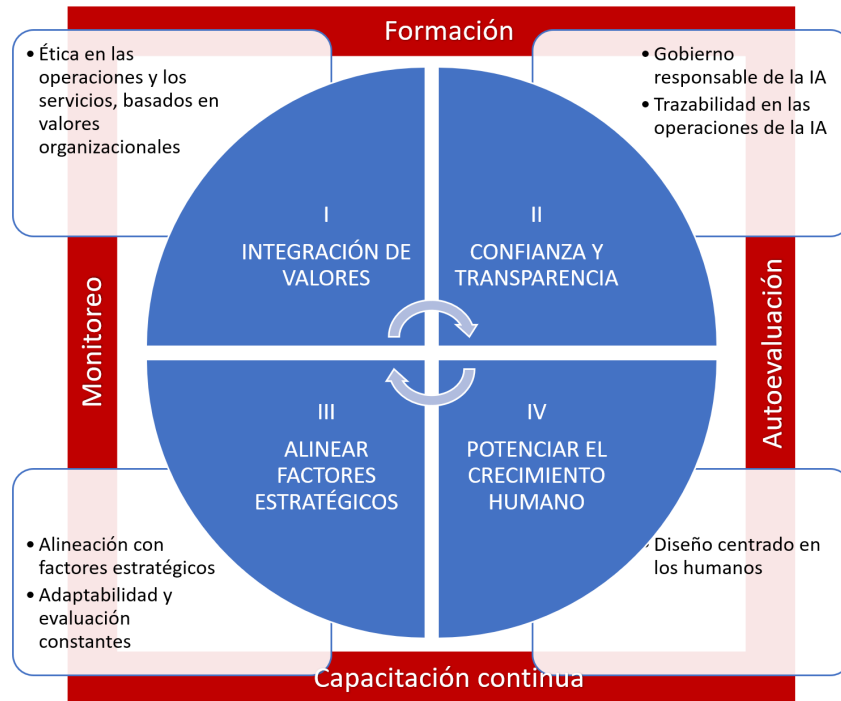 Formación
• Ética en las
operaciones y los
servicios, basados en
valores
organizacionales
• Gobierno
responsable de la IA
• Trazabilidad en las
operaciones de la IA
I
INTEGRACIÓN DE
VALORES
II
CONFIANZA Y
TRANSPARENCIA
Monitoreo
Autoevaluación
III
ALINEAR
FACTORES
ESTRATÉGICOS
IV
POTENCIAR EL
CRECIMIENTO
HUMANO
• Alineación con
factores estratégicos
• Adaptabilidad y
evaluación
constantes
• Diseño centrado en
los humanos
Capacitación continua